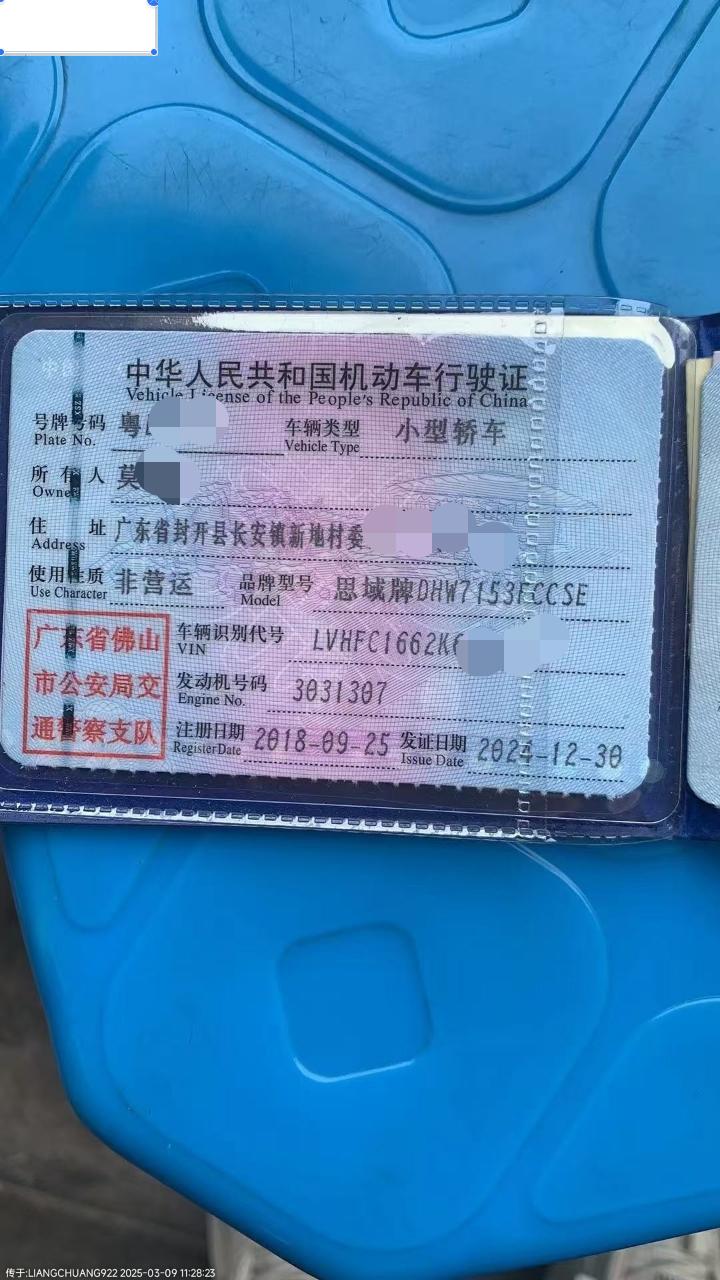 中华人民共和国机动车行驶证
Vehicle License of the People's Republic of China
号牌号码 粤 车辆类型 小型轿车
Plate No. Vehicle Type
所有人 莫
Owner
住址 广东省封开县长安镇新地村委
Address
使用性质 非营运 品牌型号 思域牌DHW7153FCCSE
Use Character Model
广东省佛山
市公安局交
通警察支队
车辆识别代号 LVHFC1662K6
VIN
发动机号码 3031307
Engine No.
注册日期 2018-09-25 发证日期 2024-12-30
Register Date Issue Date
传于:LIANGCHUANG922 2025-03-09 11:28:23